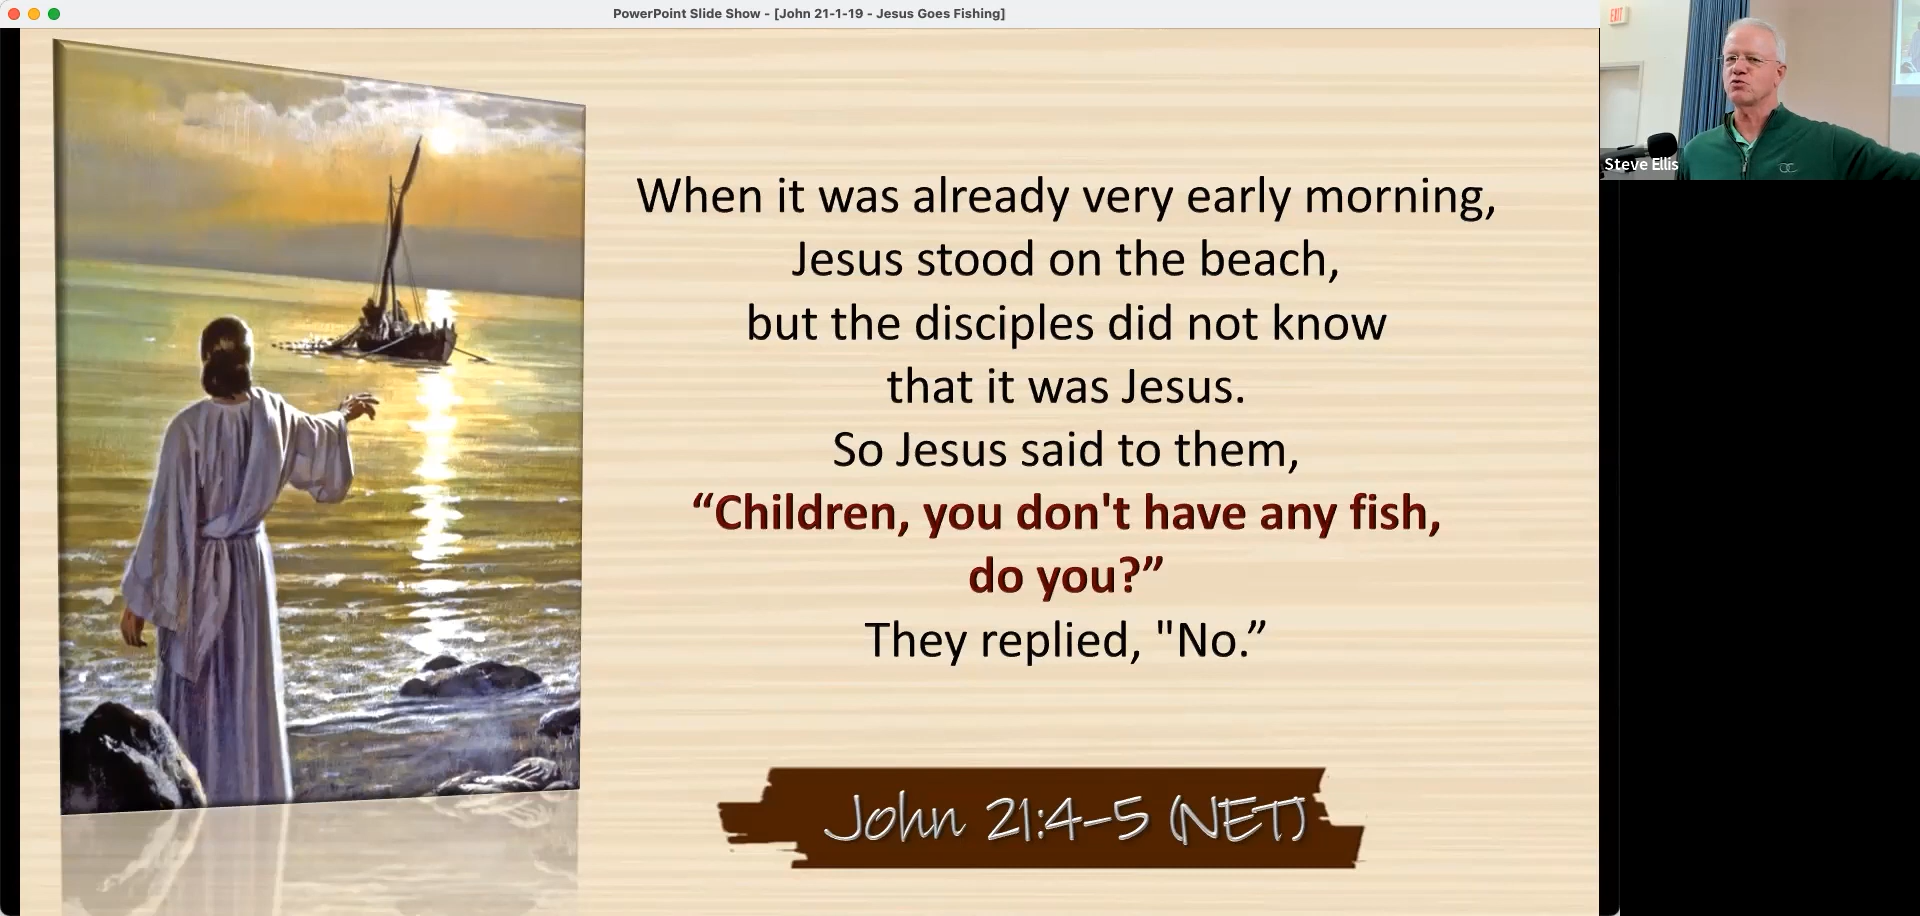 PowerPoint Slide Show - [John 21-1-19 - Jesus Goes Fishing]
EXIT
Steve Ellis
When it was already very early morning,
Jesus stood on the beach,
but the disciples did not know
that it was Jesus.
So Jesus said to them,
“Children, you don't have any fish,
do you?”
They replied, "No.”
John 21:4–5 (NET)